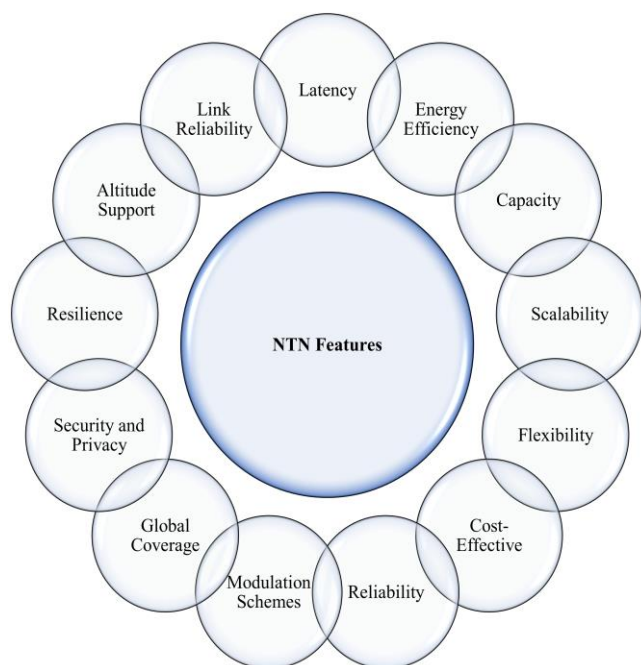 Latency
Energy
Efficiency
Capacity
Scalability
Flexibility
Cost-
Effective
Reliability
Modulation
Schemes
Global
Coverage
Security and
Privacy
Resilience
Altitude
Support
Link
Reliability
NTN Features